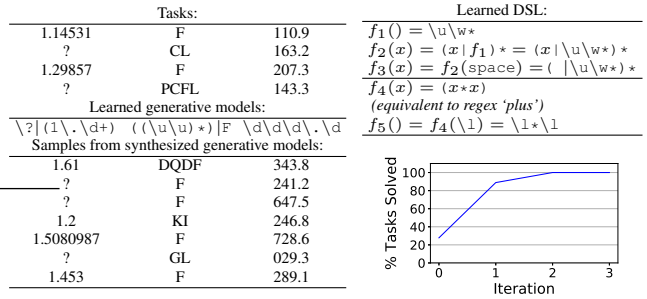 Tasks:
1.14531 F 110.9
? CL 163.2
1.29857 F 207.3
? PCFL 143.3
Learned generative models:
\?|(1\.\d+) ((\u\u)*)|F \d\d\d\.\d
Samples from synthesized generative models:
1.61 DQDF 343.8
? F 241.2
? F 647.5
1.2 KI 246.8
1.5080987 F 728.6
? GL 029.3
1.453 F 289.1
Learned DSL:
f₁() = \u\w*
f₂(x) = (x|f₁)* = (x|\u\w*)*
f₃(x) = f₂(space) = ( |\u\w*)*
f₄(x) = (x*x)
(equivalent to regex ‘plus’)
f₅() = f₄(\l) = \l*\l
% Tasks Solved
100
80
60
40
20
0
0 1 2 3
Iteration